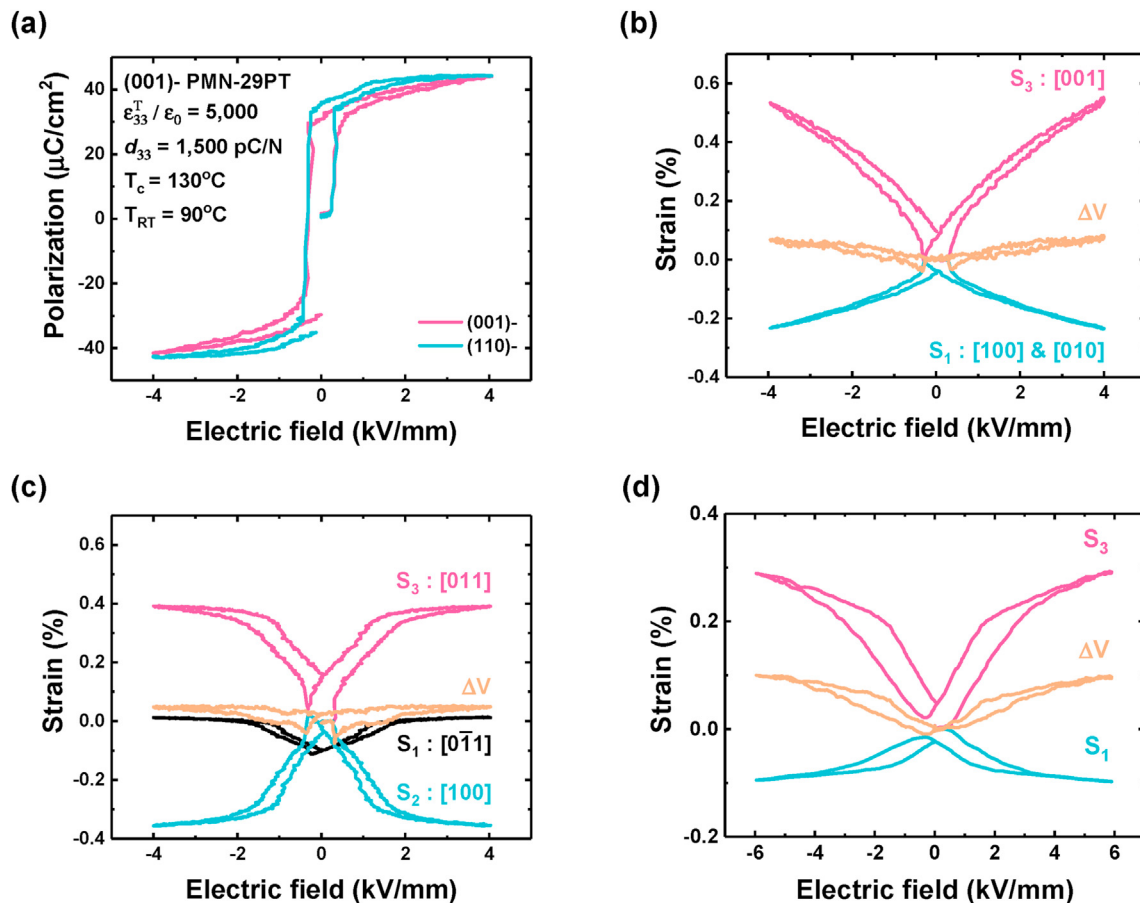 (a)
(001)- PMN-29PT
ε₃₃ᵀ / ε₀ = 5,000
d₃₃ = 1,500 pC/N
T_c = 130°C
T_RT = 90°C
(001)-
(110)-
Polarization (μC/cm²)
40
20
0
-20
-40
-4 -2 0 2 4
Electric field (kV/mm)
(b)
S₃ : [001]
ΔV
S₁ : [100] & [010]
Strain (%)
0.6
0.4
0.2
0.0
-0.2
-0.4
-4 -2 0 2 4
Electric field (kV/mm)
(c)
S₃ : [011]
ΔV
S₁ : [01̅1]
S₂ : [100]
Strain (%)
0.6
0.4
0.2
0.0
-0.2
-0.4
-4 -2 0 2 4
Electric field (kV/mm)
(d)
S₃
ΔV
S₁
Strain (%)
0.4
0.2
0.0
-0.2
-6 -4 -2 0 2 4 6
Electric field (kV/mm)